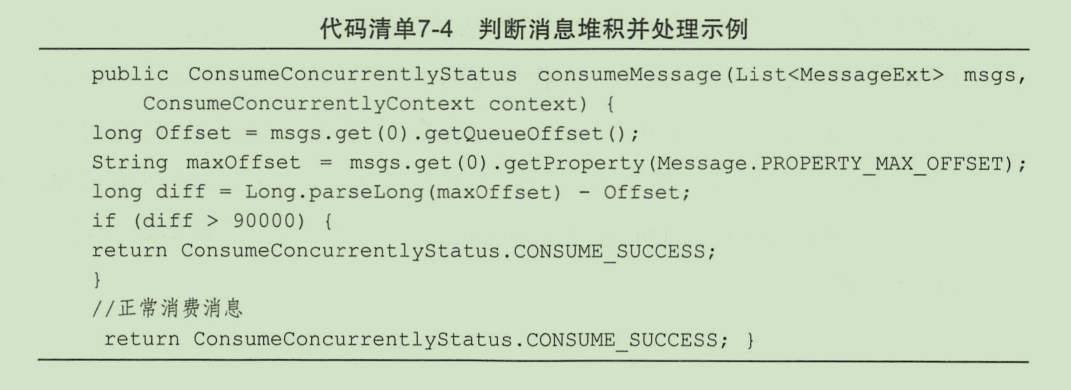 代码清单7-4 判断消息堆积并处理示例
public ConsumeConcurrentlyStatus consumeMessage(List<MessageExt> msgs,
ConsumeConcurrentlyContext context) {
long Offset = msgs.get(0).getQueueOffset();
String maxOffset = msgs.get(0).getProperty(Message.PROPERTY_MAX_OFFSET);
long diff = Long.parseLong(maxOffset) - Offset;
if (diff > 90000) {
return ConsumeConcurrentlyStatus.CONSUME_SUCCESS;
}
//正常消费消息
return ConsumeConcurrentlyStatus.CONSUME_SUCCESS; }